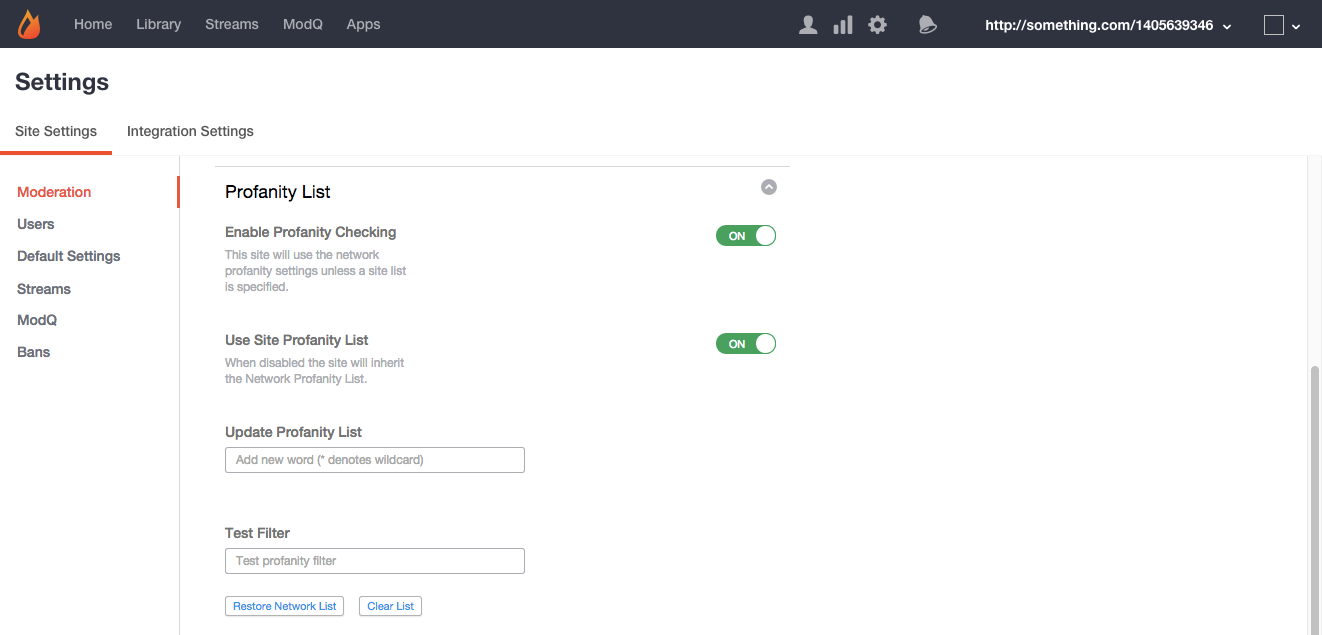 Home Library Streams ModQ Apps http://something.com/1405639346
Settings
Site Settings Integration Settings
Moderation
Users
Default Settings
Streams
ModQ
Bans
Profanity List
Enable Profanity Checking
ON
This site will use the network
profanity settings unless a site list
is specified.
Use Site Profanity List
ON
When disabled the site will inherit
the Network Profanity List.
Update Profanity List
Add new word (* denotes wildcard)
Test Filter
Test profanity filter
Restore Network List Clear List